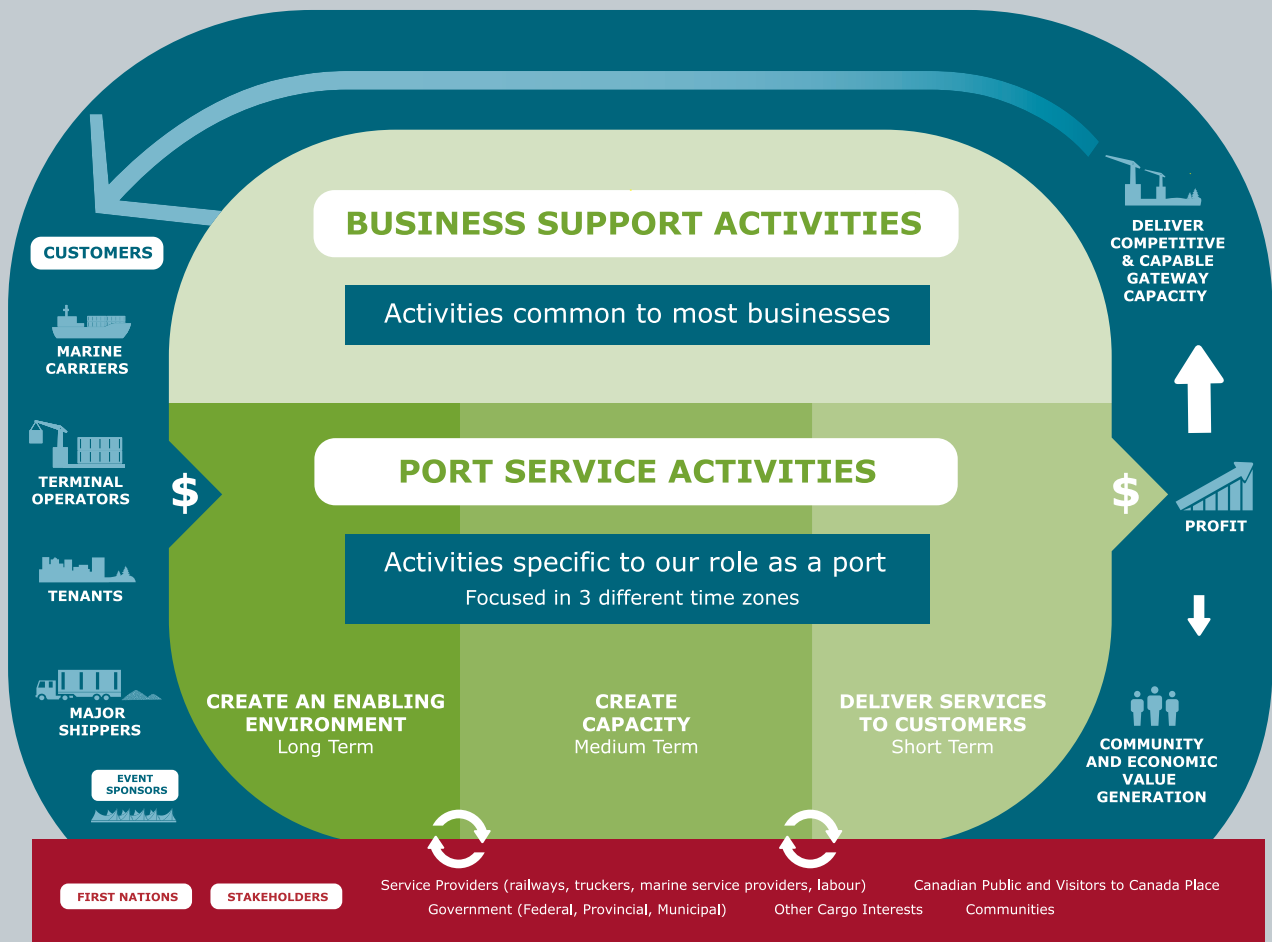 BUSINESS SUPPORT ACTIVITIES
Activities common to most businesses
CUSTOMERS
MARINE
CARRIERS
TERMINAL
OPERATORS
TENANTS
MAJOR
SHIPPERS
EVENT
SPONSORS
$
PORT SERVICE ACTIVITIES
Activities specific to our role as a port
Focused in 3 different time zones
CREATE AN ENABLING
ENVIRONMENT
Long Term
CREATE
CAPACITY
Medium Term
DELIVER SERVICES
TO CUSTOMERS
Short Term
$
DELIVER
COMPETITIVE
& CAPABLE
GATEWAY
CAPACITY
PROFIT
COMMUNITY
AND ECONOMIC
VALUE
GENERATION
FIRST NATIONS
STAKEHOLDERS
Service Providers (railways, truckers, marine service providers, labour)
Canadian Public and Visitors to Canada Place
Government (Federal, Provincial, Municipal)
Other Cargo Interests
Communities